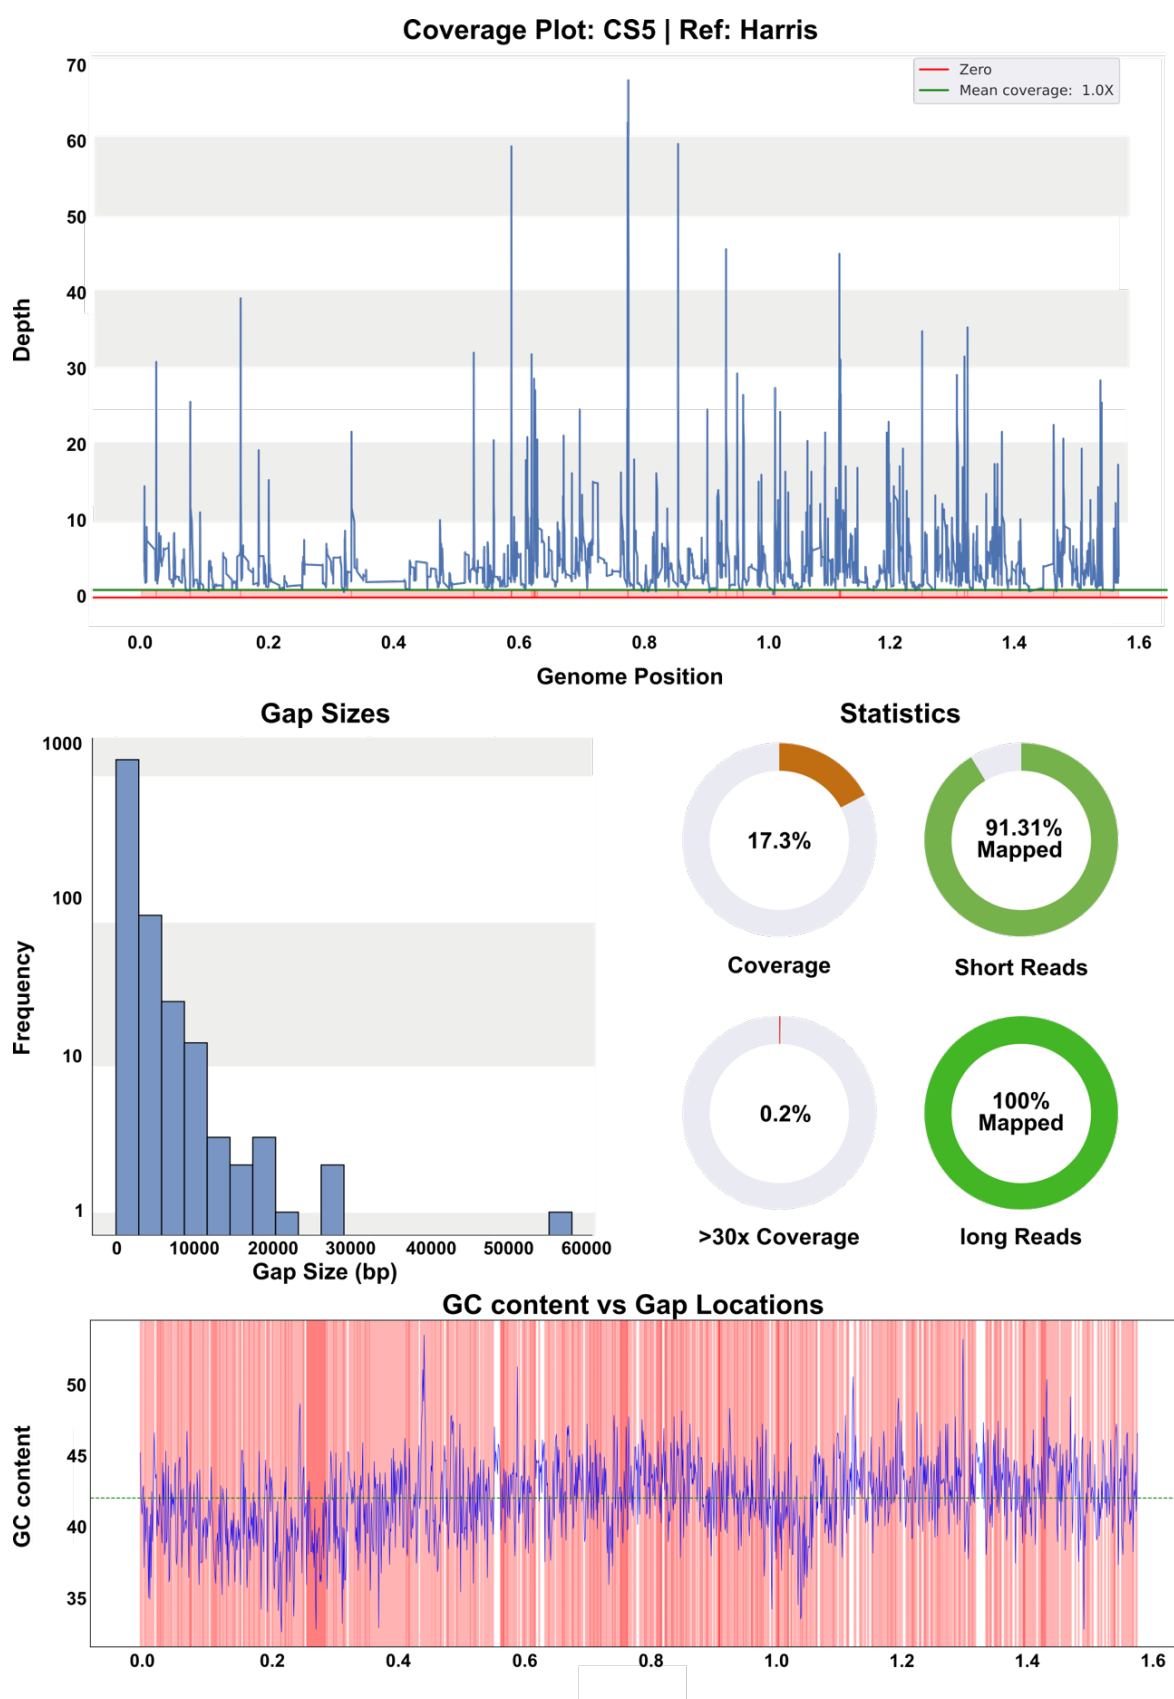 Coverage Plot: CS5 | Ref: Harris
Zero
Mean coverage: 1.0X
70
60
50
40
30
20
10
0
Depth
0.0 0.2 0.4 0.6 0.8 1.0 1.2 1.4 1.6
Genome Position
Gap Sizes
1000
100
10
1
Frequency
0 10000 20000 30000 40000 50000 60000
Gap Size (bp)
Statistics
17.3%
Coverage
91.31%
Mapped
Short Reads
0.2%
>30x Coverage
100%
Mapped
long Reads
GC content vs Gap Locations
50
45
40
35
GC content
0.0 0.2 0.4 0.6 0.8 1.0 1.2 1.4 1.6